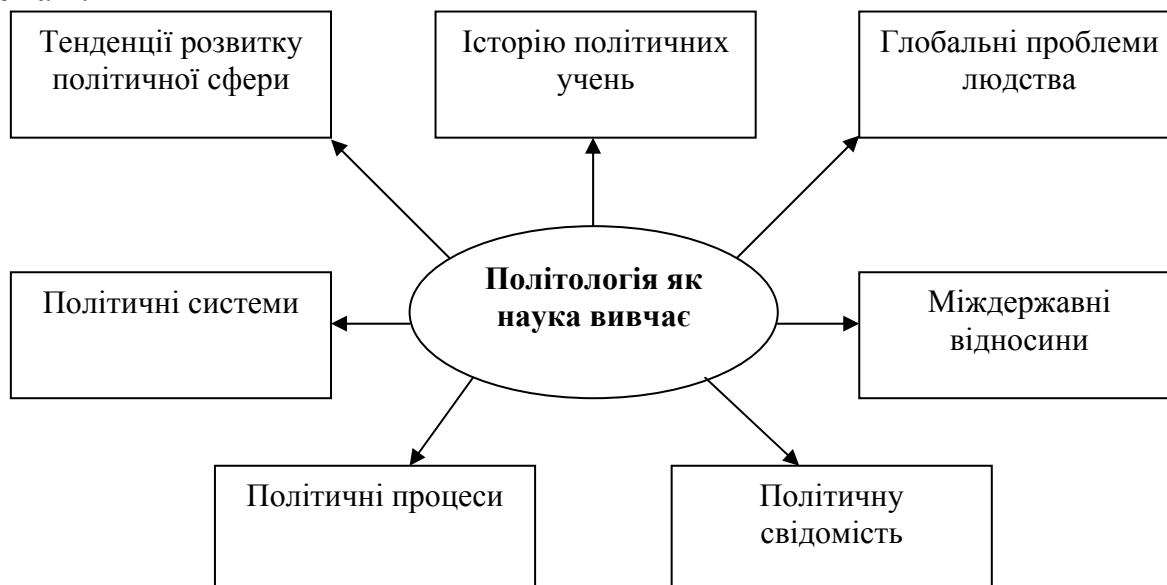 Тенденції розвитку
політичної сфери
Історію політичних
учень
Глобальні проблеми
людства
Політичні системи
Політологія як
наука вивчає
Міждержавні
відносини
Політичні процеси
Політичну
свідомість